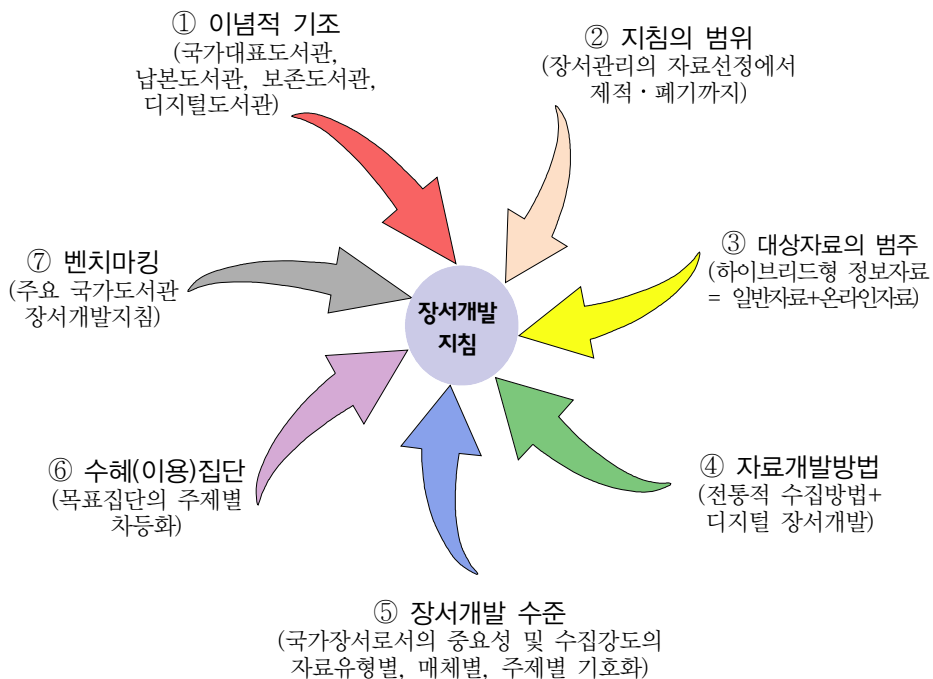 ① 이념적 기조
(국가대표도서관,
납본도서관, 보존도서관,
디지털도서관)
② 지침의 범위
(장서관리의 자료선정에서
제적·폐기까지)
③ 대상자료의 범주
(하이브리드형 정보자료
= 일반자료+온라인자료)
④ 자료개발방법
(전통적 수집방법+
디지털 장서개발)
⑤ 장서개발 수준
(국가장서로서의 중요성 및 수집강도의
자료유형별, 매체별, 주제별 기호화)
⑥ 수혜(이용)집단
(목표집단의 주제별
차등화)
⑦ 벤치마킹
(주요 국가도서관
장서개발지침)
장서개발
지침